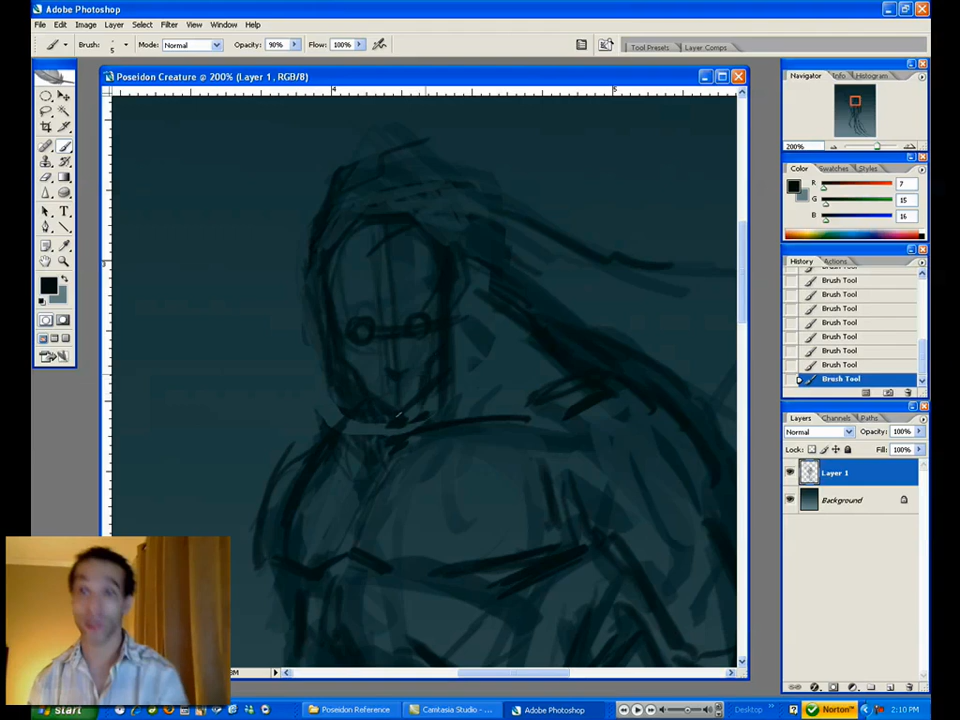 Adobe Photoshop
File Edit Image Layer Select Filter View Window Help
Brush: 5 Mode: Normal Opacity: 90% Flow: 100%
Tool Presets Layer Comps
Poseidon Creature @ 200% (Layer 1, RGB/8)
4 5
Navigator Info Histogram
200%
Color Swatches Styles
R 7
G 15
B 16
History Actions
Brush Tool
Brush Tool
Brush Tool
Brush Tool
Brush Tool
Brush Tool
Brush Tool
Brush Tool
Layers Channels Paths
Normal Opacity: 100%
Lock: Fill: 100%
Layer 1
Background
start
Poseidon Reference
Camtasia Studio - ...
Adobe Photoshop
Desktop
Norton™
2:10 PM